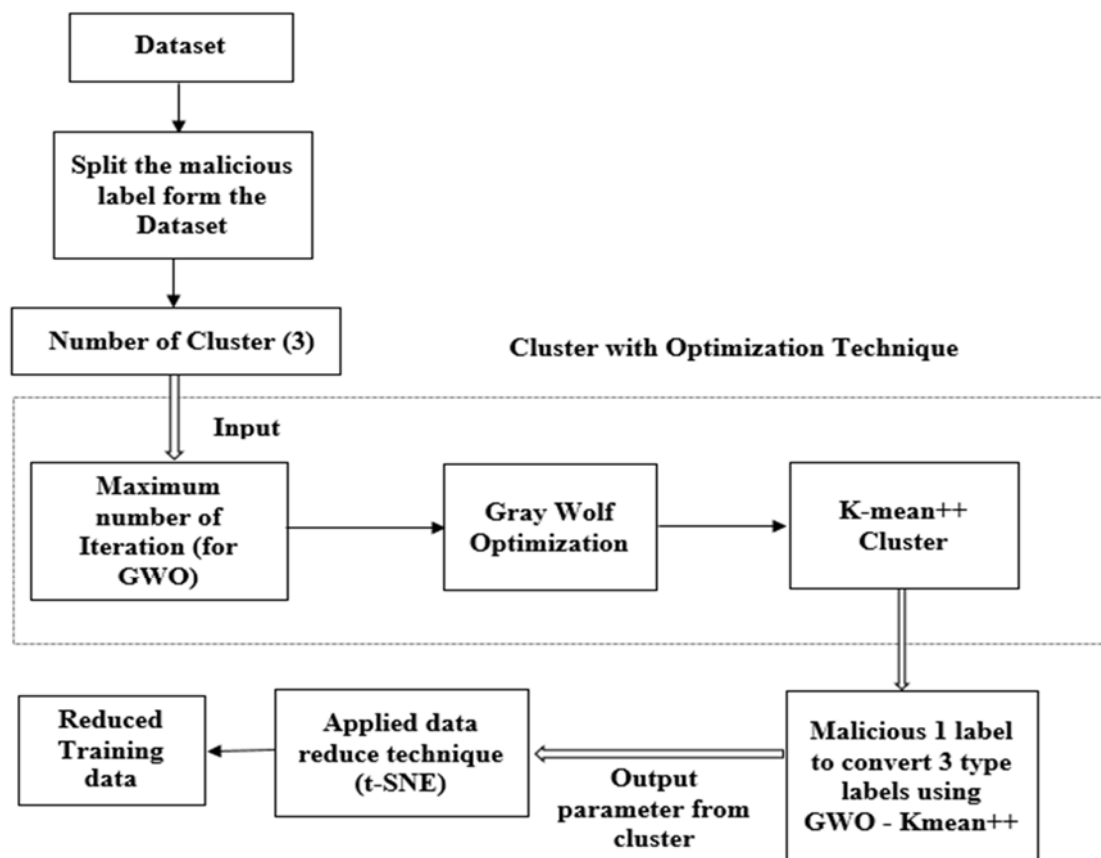 Dataset
Split the malicious
label form the
Dataset
Number of Cluster (3)
Cluster with Optimization Technique
Input
Maximum
number of
Iteration (for
GWO)
Gray Wolf
Optimization
K-mean++
Cluster
Malicious 1 label
to convert 3 type
labels using
GWO - Kmean++
Output
parameter from
cluster
Applied data
reduce technique
(t-SNE)
Reduced
Training
data